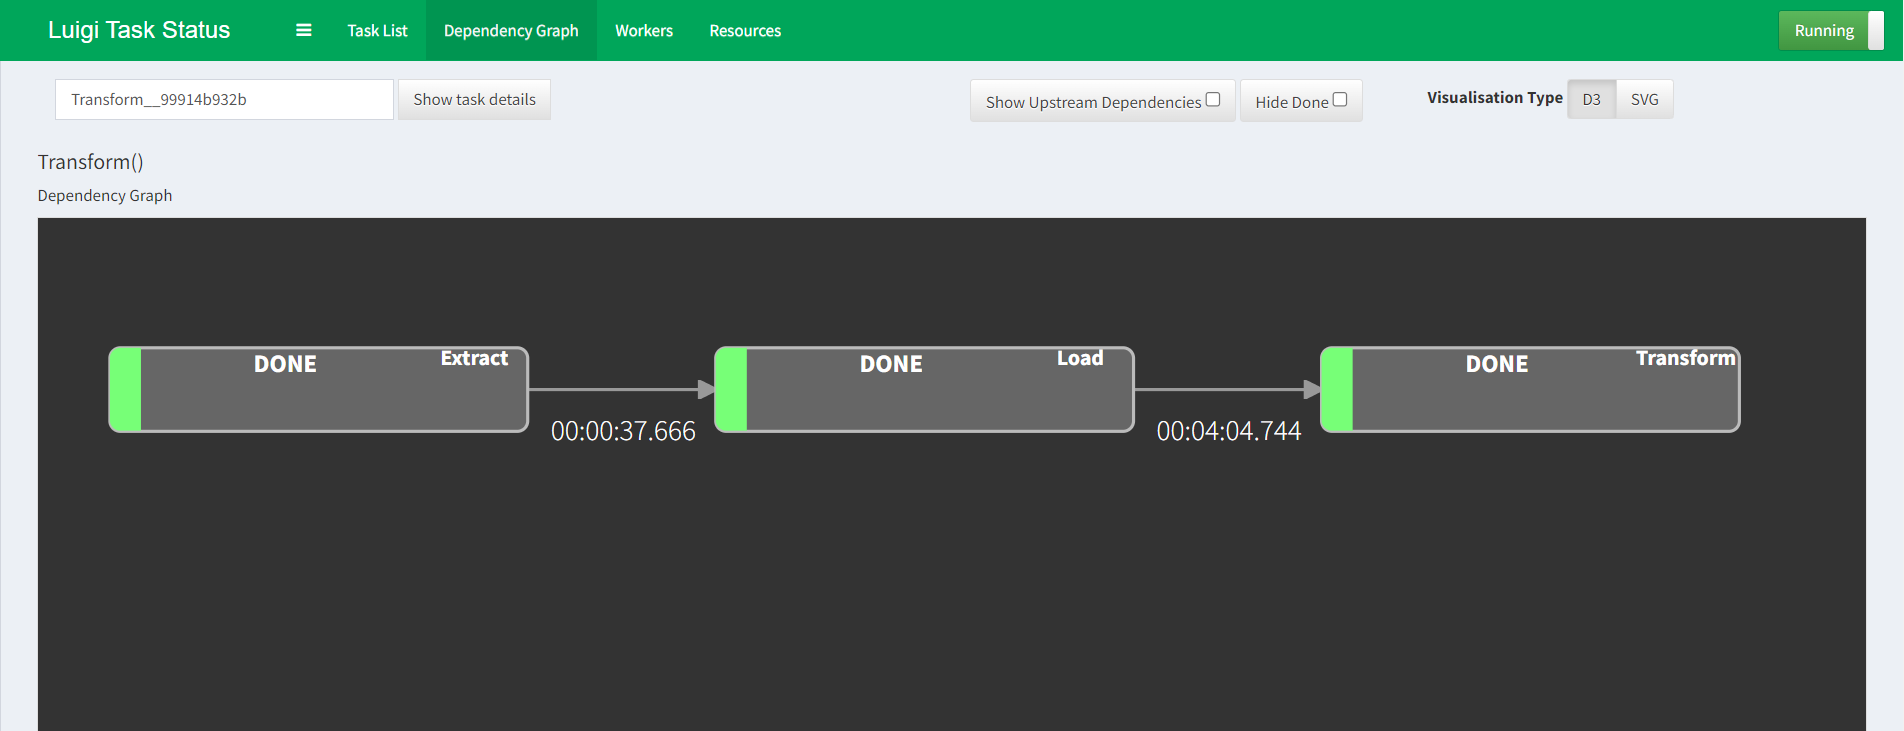 Luigi Task Status
Task List
Dependency Graph
Workers
Resources
Running
Transform__99914b932b
Show task details
Show Upstream Dependencies
Hide Done
Visualisation Type
D3
SVG
Transform()
Dependency Graph
DONE
Extract
00:00:37.666
DONE
Load
00:04:04.744
DONE
Transform